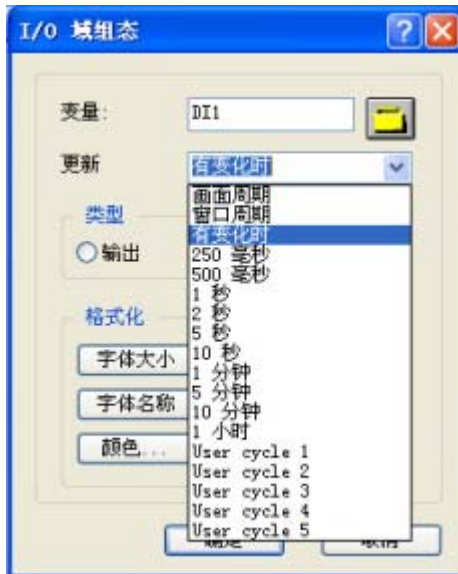 I/O 域组态
变量:
DI1
更新
有变化时
画面周期
窗口周期
有变化时
250 毫秒
500 毫秒
1 秒
2 秒
5 秒
10 秒
1 分钟
5 分钟
10 分钟
1 小时
User cycle 1
User cycle 2
User cycle 3
User cycle 4
User cycle 5
类型
输出
格式化
字体大小
字体名称
颜色...
确定
取消